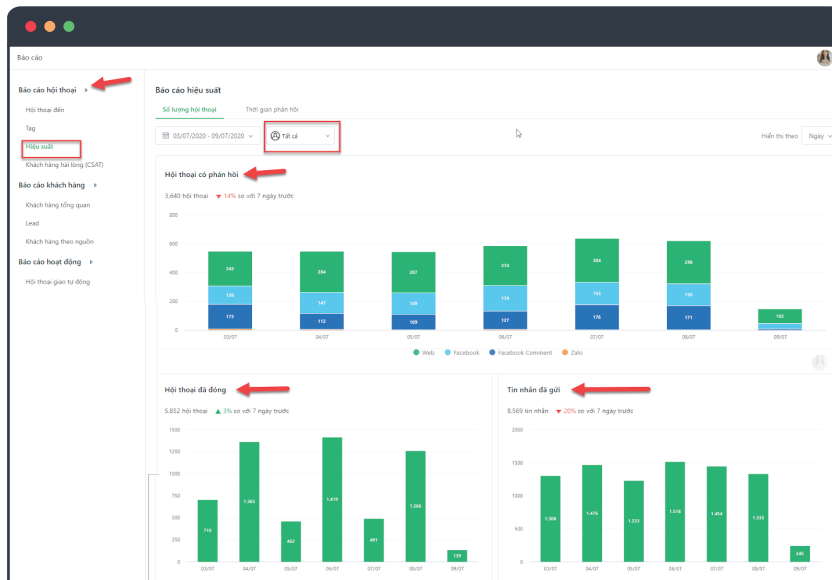 Báo cáo
Báo cáo hội thoại
Hội thoại đến
Tag
Hiệu suất
Khách hàng hài lòng (CSAT)
Báo cáo khách hàng
Khách hàng tổng quan
Lead
Khách hàng theo nguồn
Báo cáo hoạt động
Hội thoại giao tự động
Báo cáo hiệu suất
Số lượng hội thoại Thời gian phản hồi
03/07/2020 - 09/07/2020 Tất cả Hiển thị theo Ngày
Hội thoại có phản hồi
3.640 hội thoại 14% so với 7 ngày trước
800
600
400
200
0
243 284 287 274 304 298 102
147 149 178 155 150
173 112 109 127 176 171
03/07 04/07 05/07 06/07 07/07 08/07 09/07
Web Facebook Facebook Comment Zalo
Hội thoại đã đóng
5.852 hội thoại 3% so với 7 ngày trước
1500
1250
1000
750
500
250
0
710 1.365 462 1.419 491 1.266 139
03/07 04/07 05/07 06/07 07/07 08/07 09/07
Tin nhắn đã gửi
8.569 tin nhắn 20% so với 7 ngày trước
2000
1500
1000
500
0
1.308 1.476 1.233 1.518 1.454 1.335 245
03/07 04/07 05/07 06/07 07/07 08/07 09/07